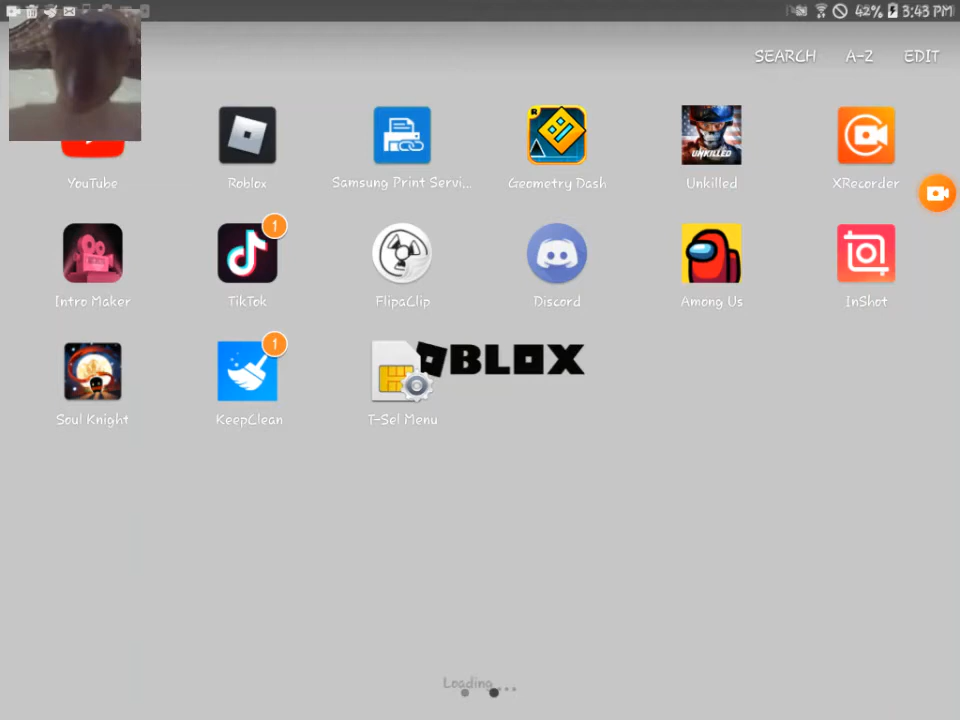 42% 3:43 PM
SEARCH A-Z EDIT
YouTube Roblox Samsung Print Servi... Geometry Dash Unkilled XRecorder
UNKILLED
Intro Maker TikTok FlipaClip Discord Among Us InShot
1
Soul Knight KeepClean T-Sel Menu
1
ROBLOX
Loading...